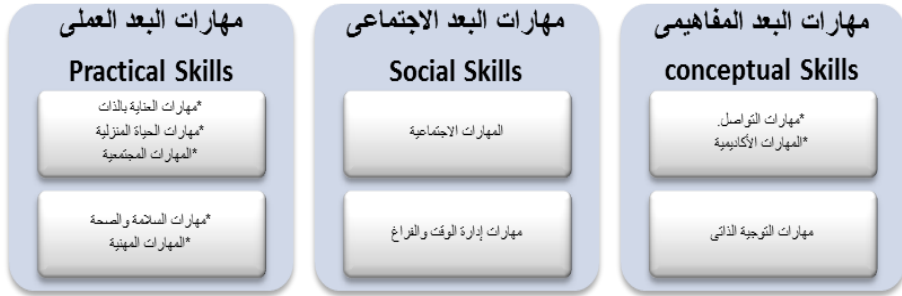 مهارات البعد المفاهيمى
conceptual Skills
*مهارات التواصل.
*المهارات الأكاديمية
مهارات التوجية الذاتى
مهارات البعد الاجتماعى
Social Skills
المهارات الاجتماعية
مهارات إدارة الوقت والفراغ
مهارات البعد العملى
Practical Skills
*مهارات العناية بالذات
*مهارات الحياة المنزلية
*المهارات المجتمعية
*مهارات السلامة والصحة
*المهارات المهنية